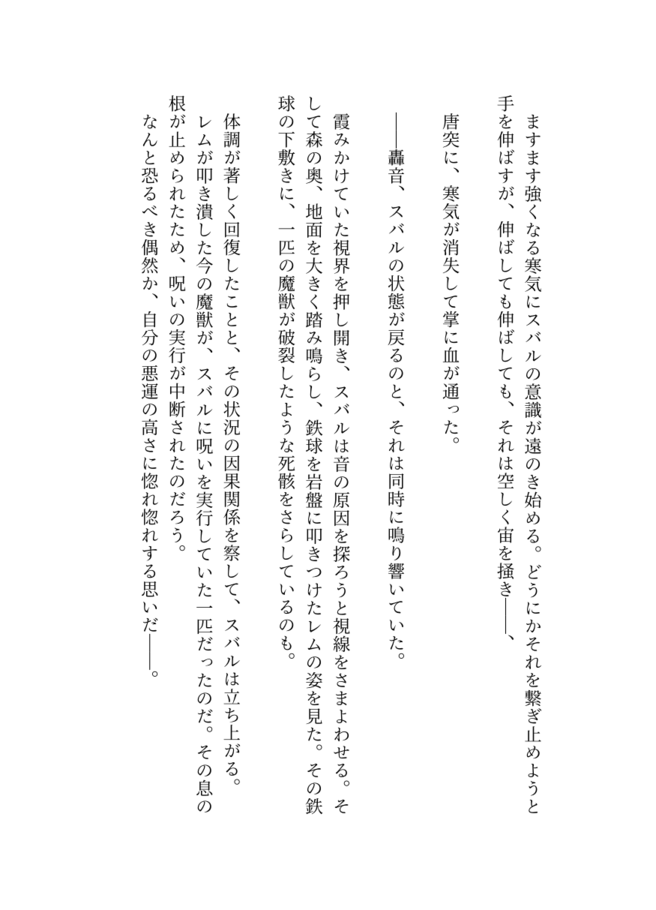 ますます強くなる寒気にスバルの意識が遠のき始める。どうにかそれを繋ぎ止めようと
手を伸ばすが、伸ばしても伸ばしても、それは空しく宙を掻き――、
唐突に、寒気が消失して掌に血が通った。
――轟音、スバルの状態が戻るのと、それは同時に鳴り響いていた。
霞みかけていた視界を押し開き、スバルは音の原因を探ろうと視線をさまよわせる。そ
して森の奥、地面を大きく踏み鳴らし、鉄球を岩盤に叩きつけたレムの姿を見た。その鉄
球の下敷きに、一匹の魔獣が破裂したような死骸をさらしているのも。
体調が著しく回復したことと、その状況の因果関係を察して、スバルは立ち上がる。
レムが叩き潰した今の魔獣が、スバルに呪いを実行していた一匹だったのだ。その息の
根が止められたため、呪いの実行が中断されたのだろう。
なんと恐るべき偶然か、自分の悪運の高さに惚れ惚れする思いだ――。